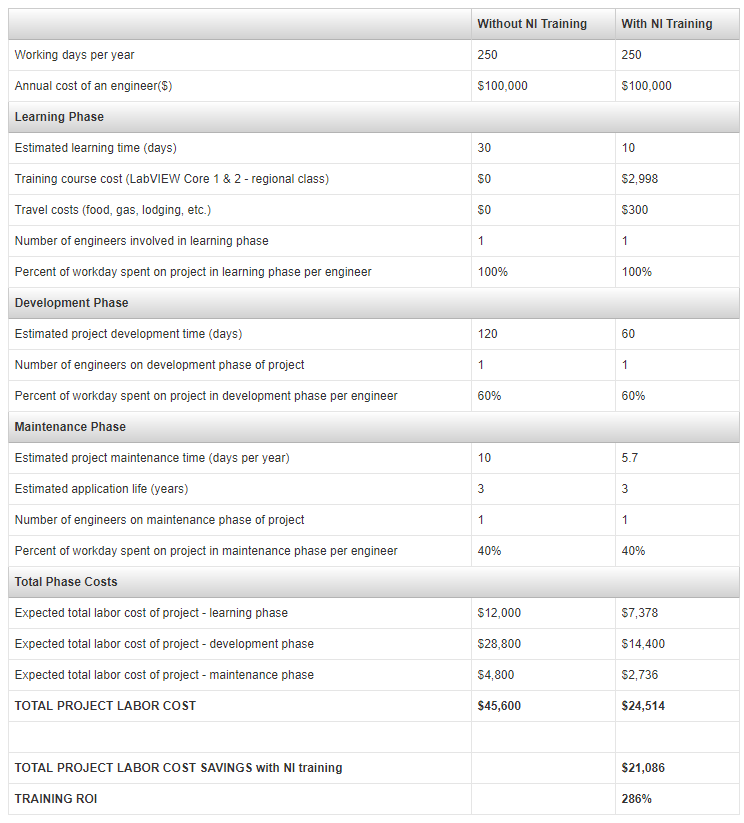 Without NI Training With NI Training
Working days per year 250 250
Annual cost of an engineer($) $100,000 $100,000
Learning Phase
Estimated learning time (days) 30 10
Training course cost (LabVIEW Core 1 & 2 - regional class) $0 $2,998
Travel costs (food, gas, lodging, etc.) $0 $300
Number of engineers involved in learning phase 1 1
Percent of workday spent on project in learning phase per engineer 100% 100%
Development Phase
Estimated project development time (days) 120 60
Number of engineers on development phase of project 1 1
Percent of workday spent on project in development phase per engineer 60% 60%
Maintenance Phase
Estimated project maintenance time (days per year) 10 5.7
Estimated application life (years) 3 3
Number of engineers on maintenance phase of project 1 1
Percent of workday spent on project in maintenance phase per engineer 40% 40%
Total Phase Costs
Expected total labor cost of project - learning phase $12,000 $7,378
Expected total labor cost of project - development phase $28,800 $14,400
Expected total labor cost of project - maintenance phase $4,800 $2,736
TOTAL PROJECT LABOR COST $45,600 $24,514
TOTAL PROJECT LABOR COST SAVINGS with NI training $21,086
TRAINING ROI 286%